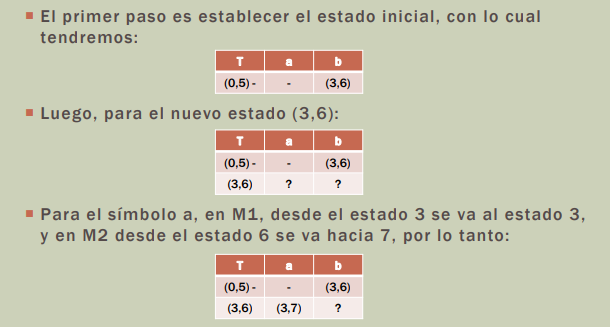 El primer paso es establecer el estado inicial, con lo cual
tendremos:
T a b
(0,5) - - (3,6)
Luego, para el nuevo estado (3,6):
T a b
(0,5) - - (3,6)
(3,6) ? ?
Para el símbolo a, en M1, desde el estado 3 se va al estado 3,
y en M2 desde el estado 6 se va hacia 7, por lo tanto:
T a b
(0,5) - - (3,6)
(3,6) (3,7) ?